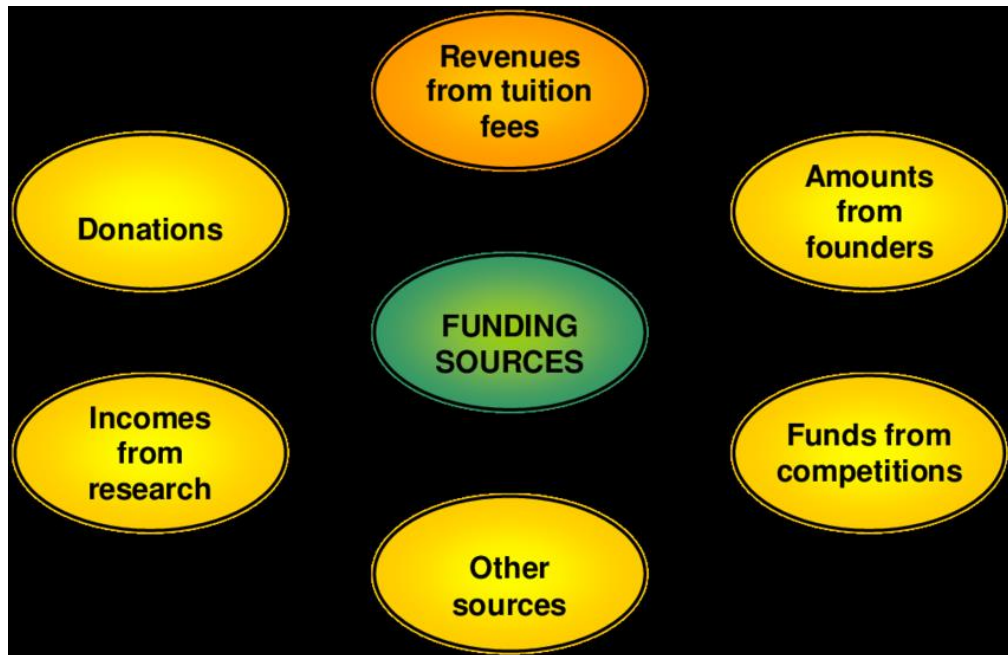 Revenues
from tuition
fees
Donations
Amounts
from
founders
FUNDING
SOURCES
Incomes
from
research
Funds from
competitions
Other
sources